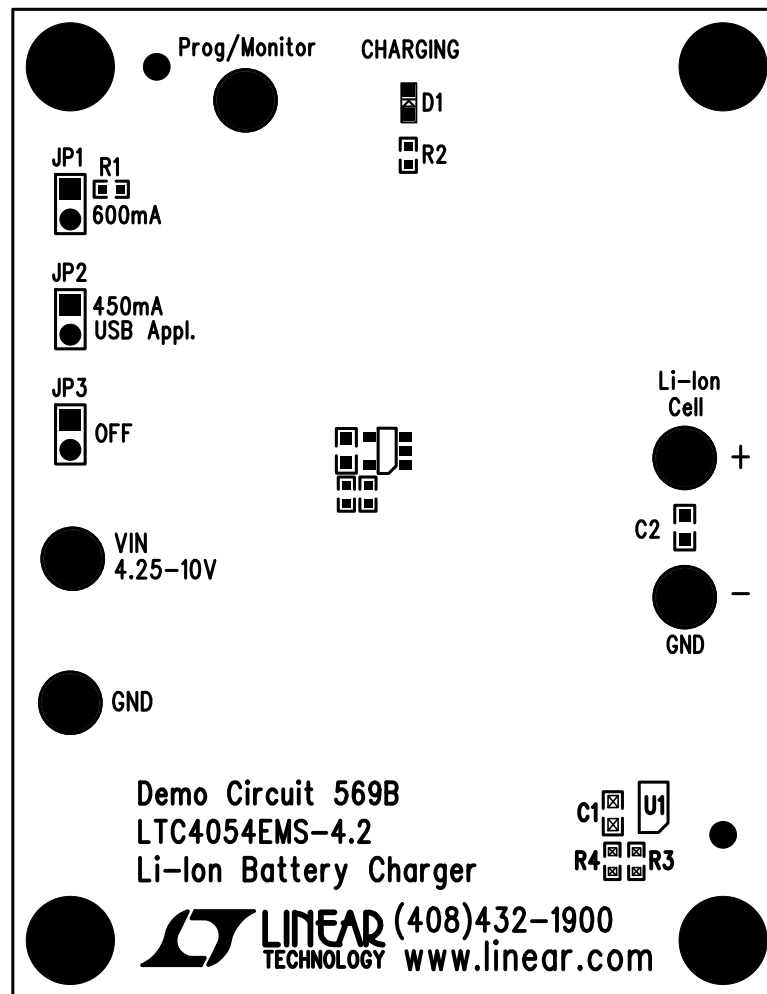 Prog/Monitor
CHARGING
D1
R2
JP1
R1
600mA
JP2
450mA
USB Appl.
JP3
OFF
Li-Ion
Cell
+
C2
VIN
4.25-10V
-
GND
GND
Demo Circuit 569B
LTC4054EMS-4.2
Li-Ion Battery Charger
C1
U1
R4
R3
LINEAR
TECHNOLOGY
(408)432-1900
www.linear.com